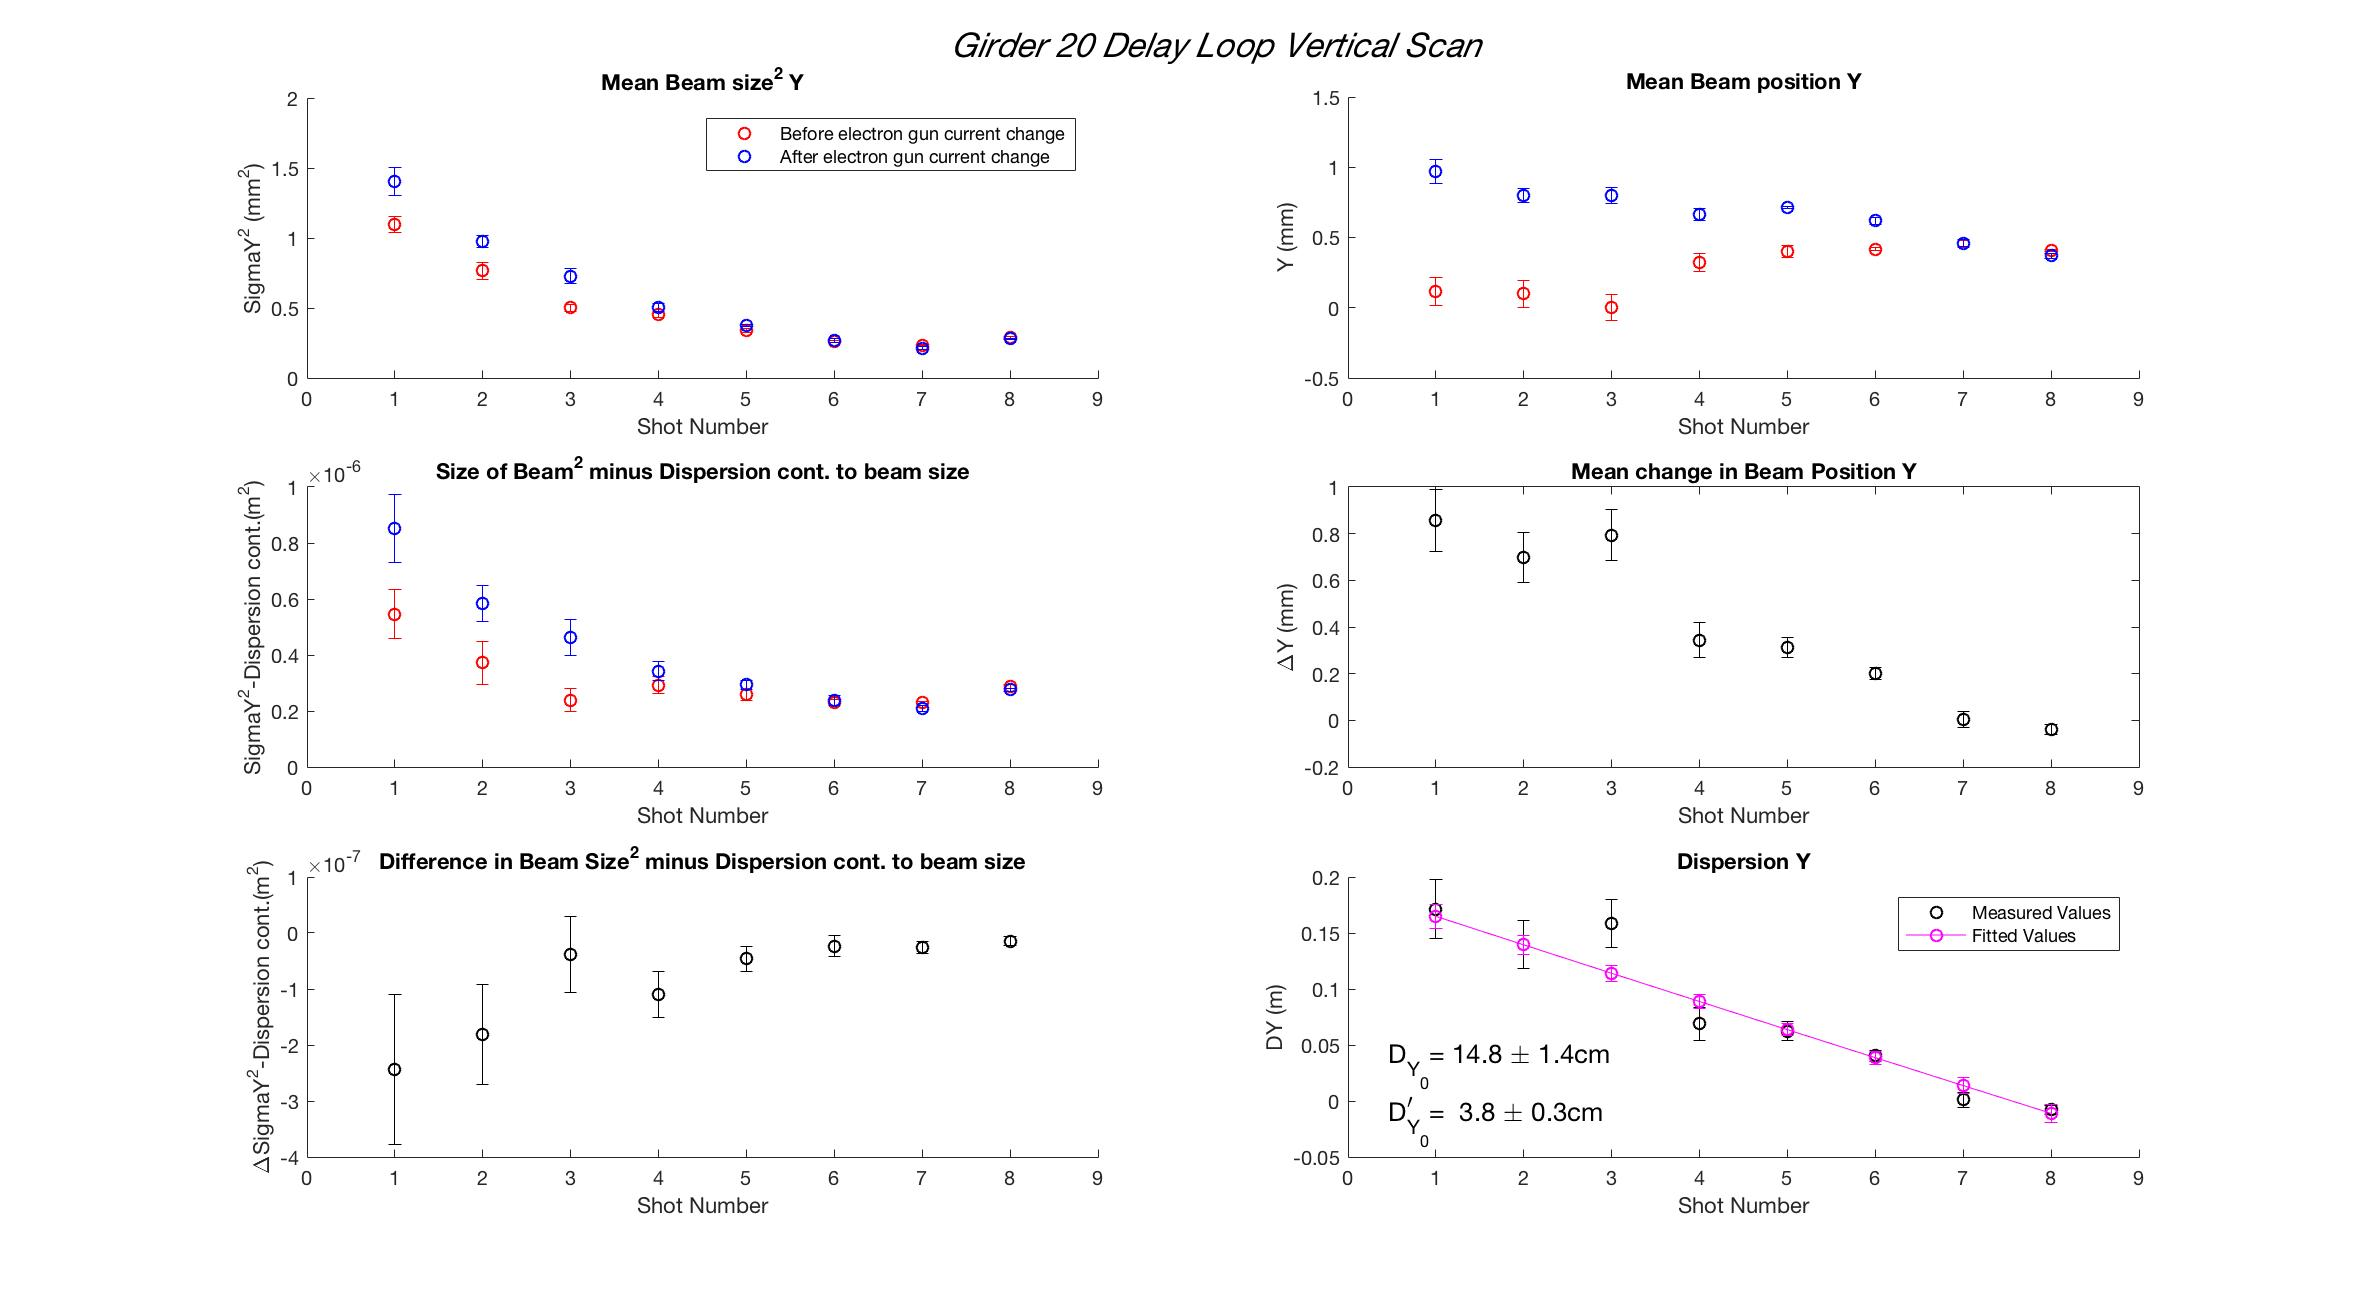 Girder 20 Delay Loop Vertical Scan
Mean Beam size² Y
SigmaY² (mm²)
2
1.5
1
0.5
0
Before electron gun current change
After electron gun current change
0 1 2 3 4 5 6 7 8 9
Shot Number
Mean Beam position Y
Y (mm)
1.5
1
0.5
0
-0.5
0 1 2 3 4 5 6 7 8 9
Shot Number
Size of Beam² minus Dispersion cont. to beam size
×10⁻⁶
SigmaY²-Dispersion cont.(m²)
1
0.8
0.6
0.4
0.2
0
0 1 2 3 4 5 6 7 8 9
Shot Number
Mean change in Beam Position Y
ΔY (mm)
1
0.8
0.6
0.4
0.2
0
-0.2
0 1 2 3 4 5 6 7 8 9
Shot Number
Difference in Beam Size² minus Dispersion cont. to beam size
×10⁻⁷
ΔSigmaY²-Dispersion cont.(m²)
1
0
-1
-2
-3
-4
0 1 2 3 4 5 6 7 8 9
Shot Number
Dispersion Y
DY (m)
0.2
0.15
0.1
0.05
0
-0.05
Measured Values
Fitted Values
D_Y₀ = 14.8 ± 1.4cm
D′_Y₀ = 3.8 ± 0.3cm
0 1 2 3 4 5 6 7 8 9
Shot Number